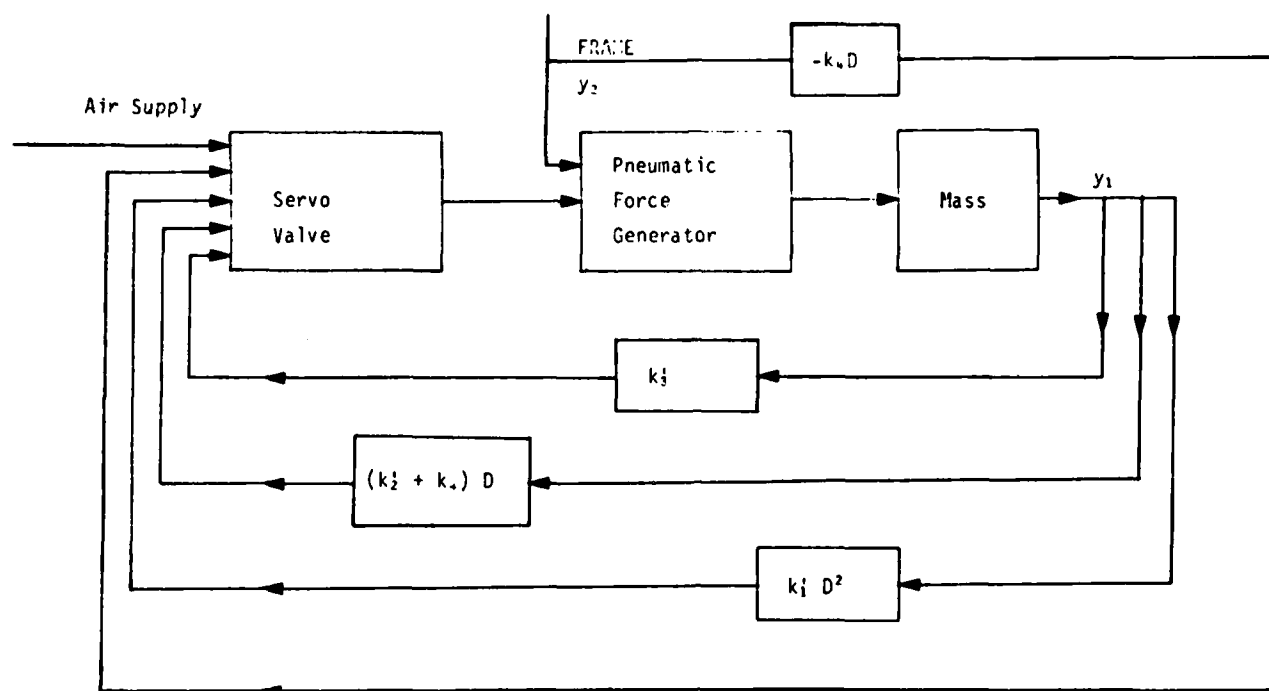 FRAME
-k₄D
y₂
Air Supply
Servo
Valve
Pneumatic
Force
Generator
Mass
y₁
k₃'
(k₂' + k₄) D
k₁' D²